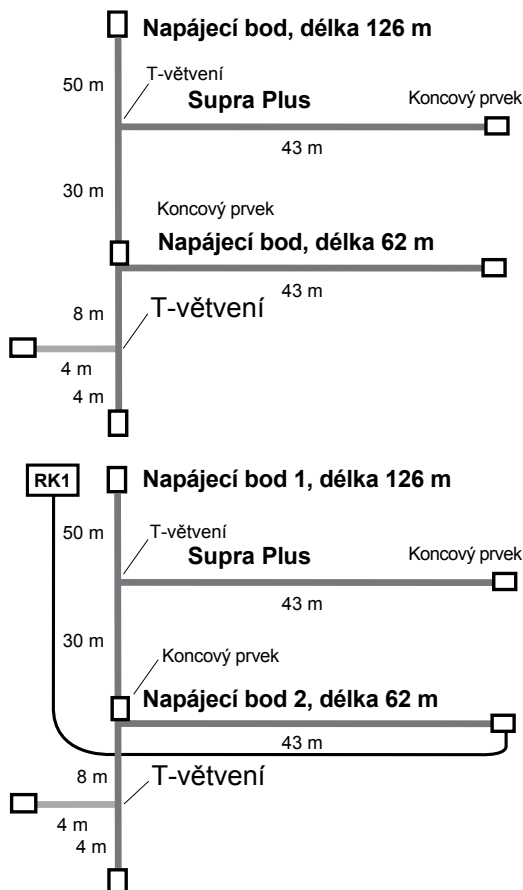 Napájecí bod, délka 126 m
T-větvení
50 m
Supra Plus
Koncový prvek
43 m
30 m
Koncový prvek
Napájecí bod, délka 62 m
43 m
8 m
T-větvení
4 m
4 m
RK1
Napájecí bod 1, délka 126 m
T-větvení
50 m
Supra Plus
Koncový prvek
43 m
30 m
Koncový prvek
Napájecí bod 2, délka 62 m
43 m
8 m
T-větvení
4 m
4 m